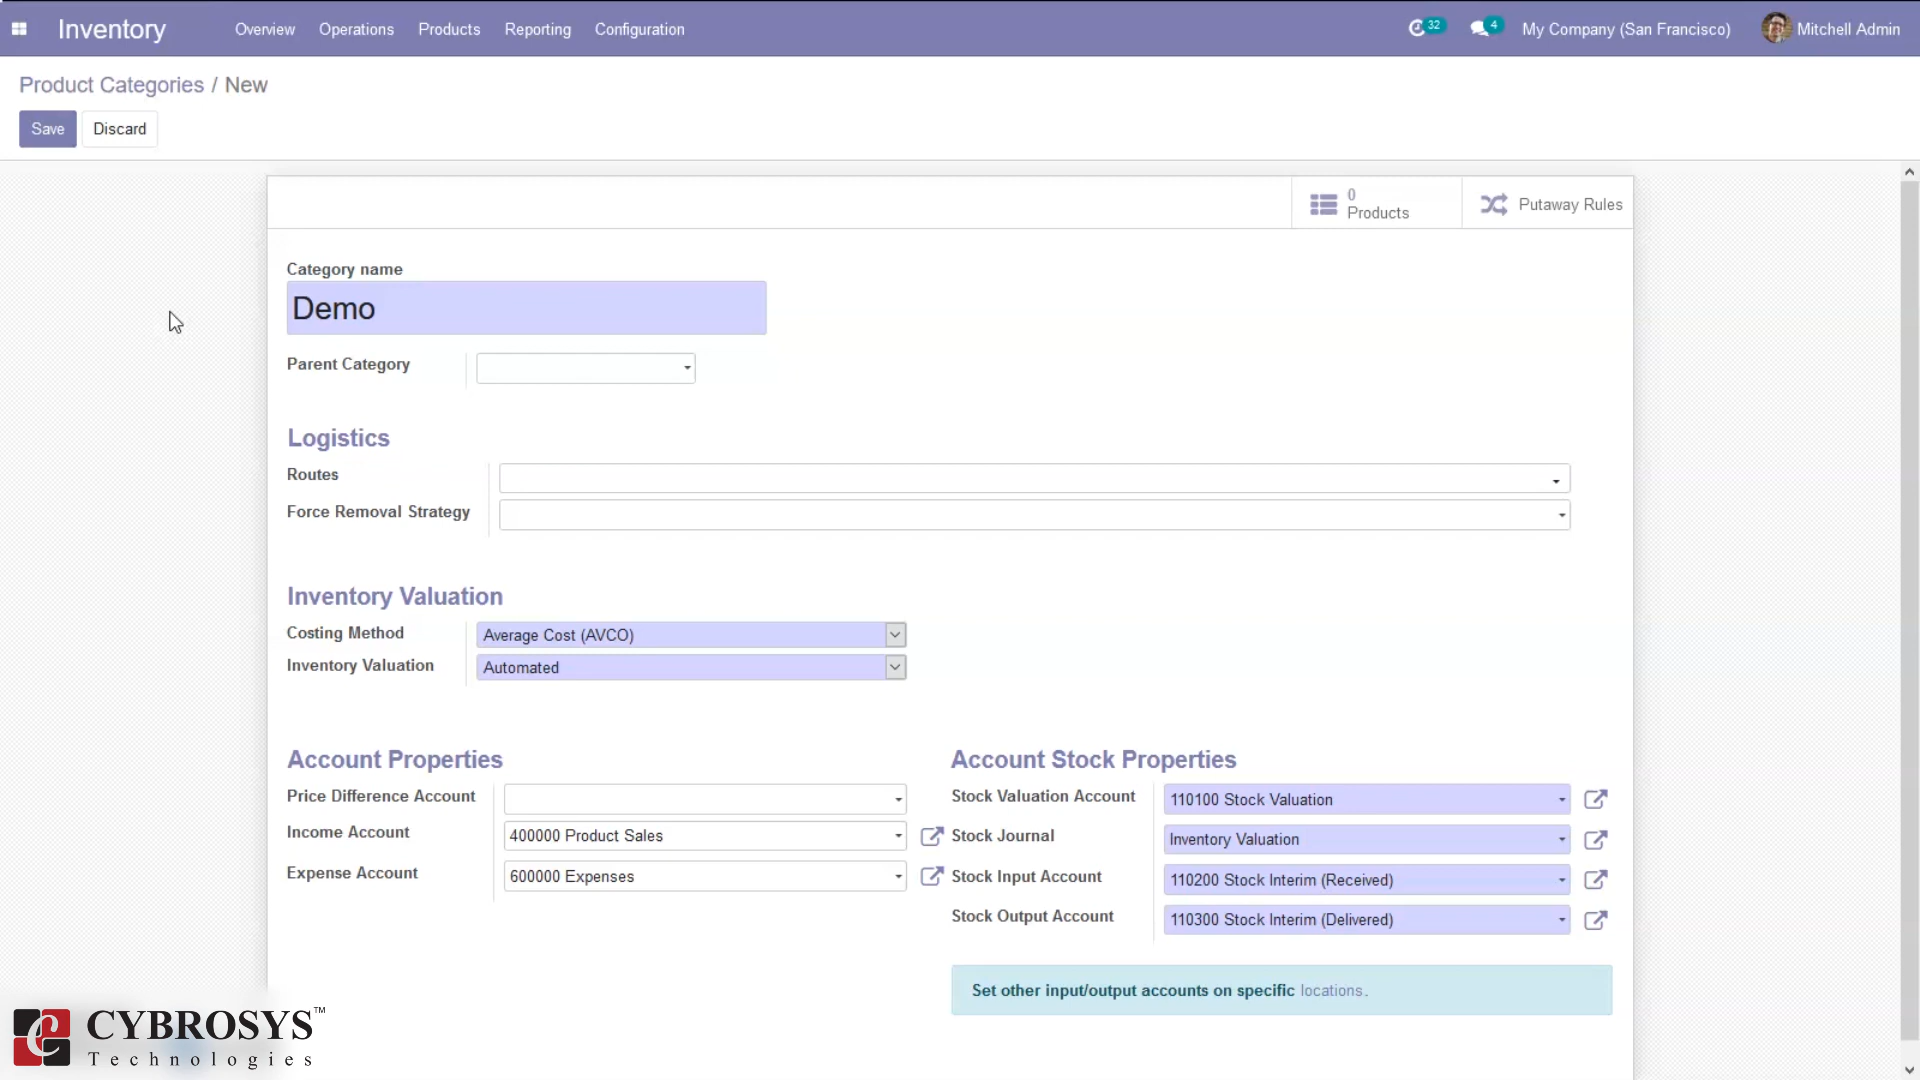 Inventory Overview Operations Products Reporting Configuration 32 4 My Company (San Francisco) Mitchell Admin
Product Categories / New
Save Discard
0
Products
Putaway Rules
Category name
Demo
Parent Category
Logistics
Routes
Force Removal Strategy
Inventory Valuation
Costing Method Average Cost (AVCO)
Inventory Valuation Automated
Account Properties
Price Difference Account
Income Account 400000 Product Sales
Expense Account 600000 Expenses
Account Stock Properties
Stock Valuation Account 110100 Stock Valuation
Stock Journal Inventory Valuation
Stock Input Account 110200 Stock Interim (Received)
Stock Output Account 110300 Stock Interim (Delivered)
Set other input/output accounts on specific locations.
CYBROSYS™
Technologies